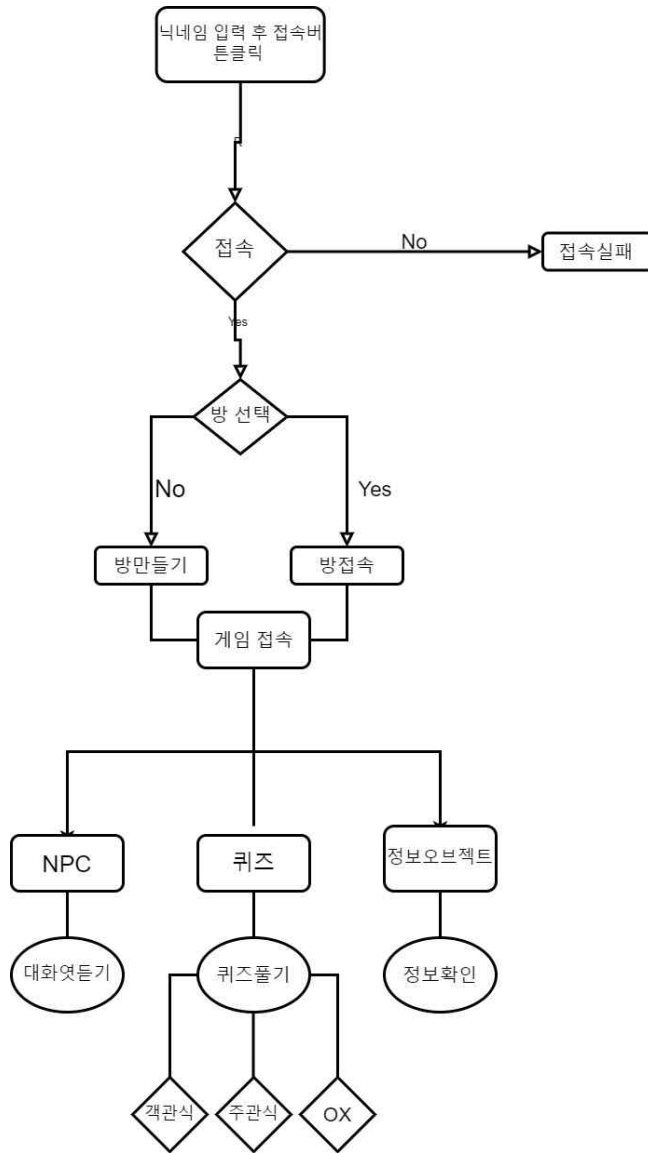 닉네임 입력 후 접속버
튼클릭
접속
No
접속실패
Yes
방 선택
No
Yes
방만들기
방접속
게임 접속
NPC
퀴즈
정보오브젝트
대화엿듣기
퀴즈풀기
정보확인
객관식
주관식
OX